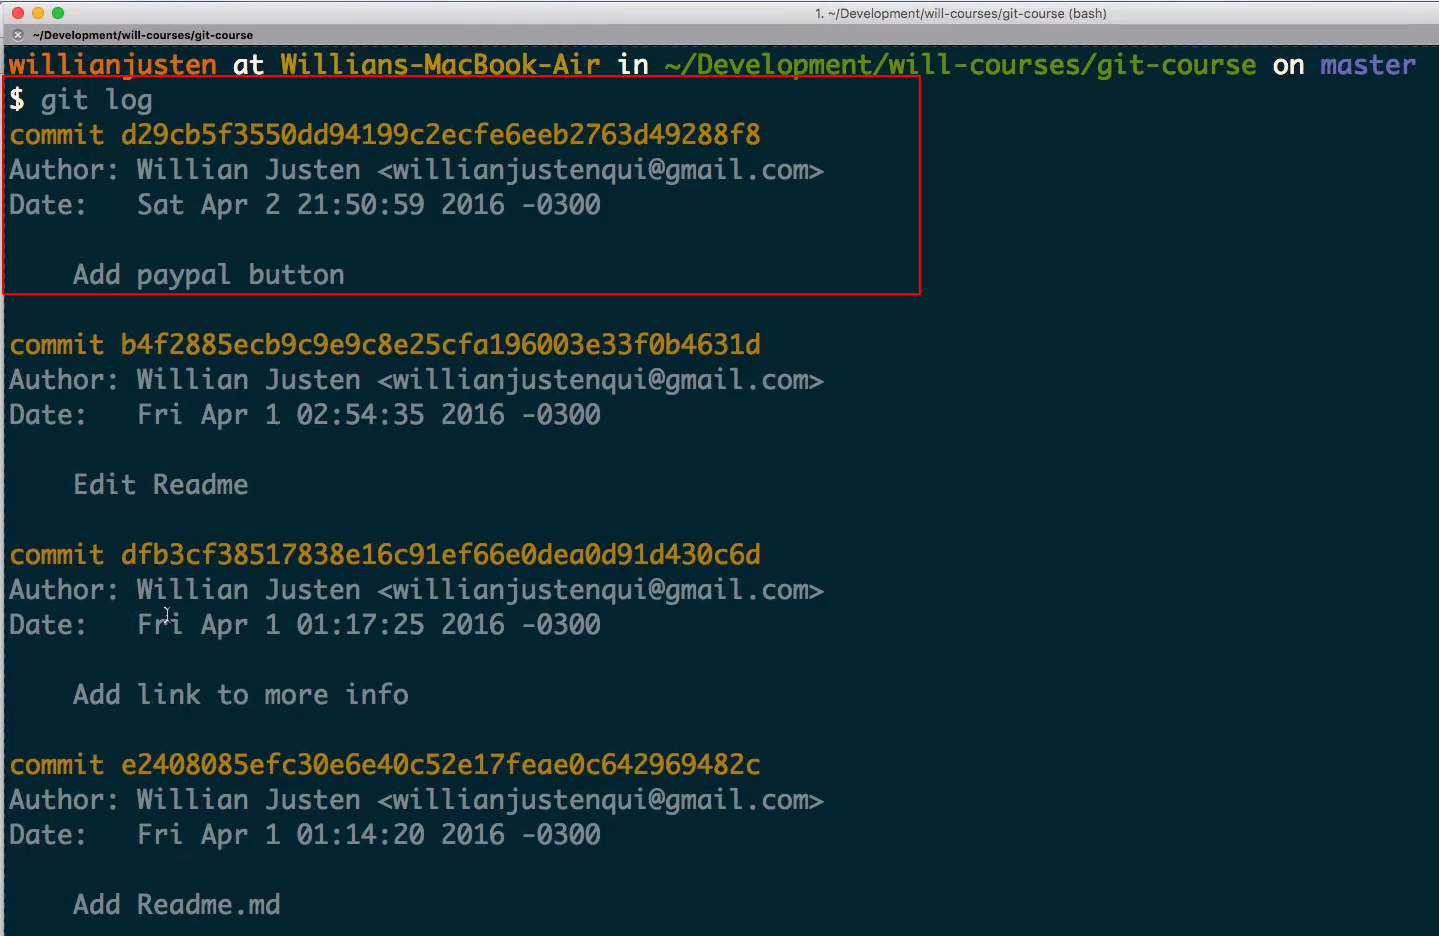 1. ~/Development/will-courses/git-course (bash)
~/Development/will-courses/git-course
willianjusten at Willians-MacBook-Air in ~/Development/will-courses/git-course on master
$ git log
commit d29cb5f3550dd94199c2ecfe6eeb2763d49288f8
Author: Willian Justen <willianjustenqui@gmail.com>
Date:   Sat Apr 2 21:50:59 2016 -0300
    Add paypal button
commit b4f2885ecb9c9e9c8e25cfa196003e33f0b4631d
Author: Willian Justen <willianjustenqui@gmail.com>
Date:   Fri Apr 1 02:54:35 2016 -0300
    Edit Readme
commit dfb3cf38517838e16c91ef66e0dea0d91d430c6d
Author: Willian Justen <willianjustenqui@gmail.com>
Date:   Fri Apr 1 01:17:25 2016 -0300
    Add link to more info
commit e2408085efc30e6e40c52e17feae0c642969482c
Author: Willian Justen <willianjustenqui@gmail.com>
Date:   Fri Apr 1 01:14:20 2016 -0300
    Add Readme.md